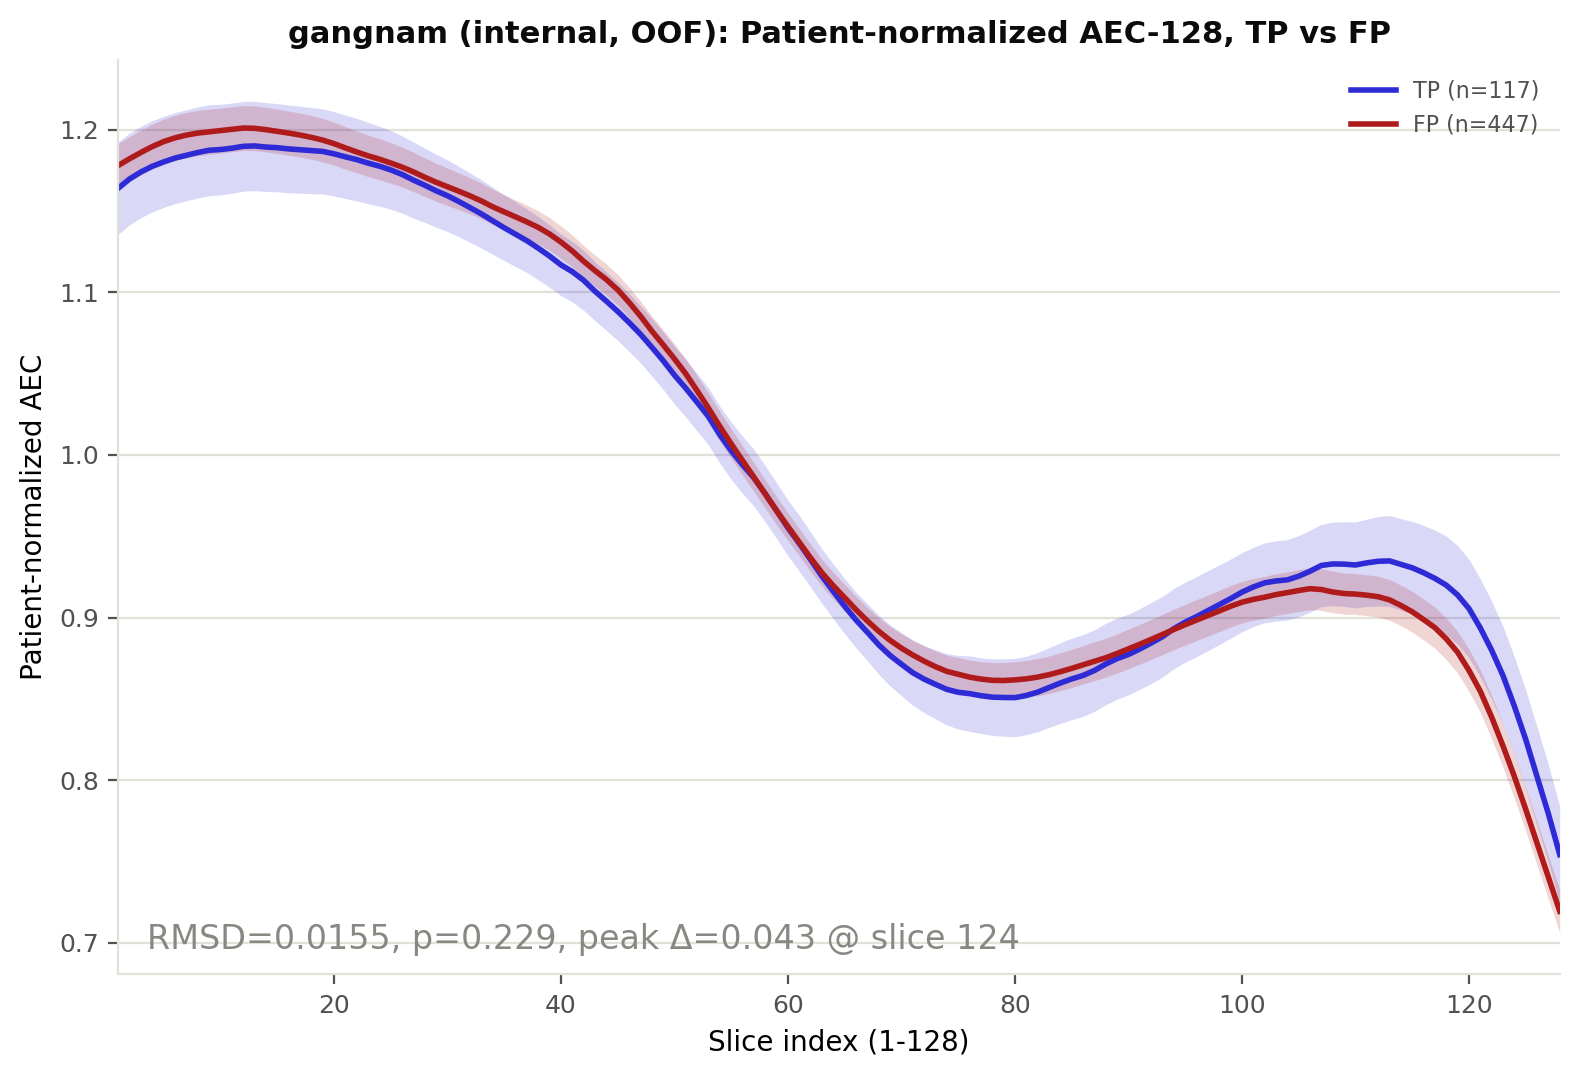 gangnam (internal, OOF): Patient-normalized AEC-128, TP vs FP
TP (n=117)
FP (n=447)
Patient-normalized AEC
1.2
1.1
1.0
0.9
0.8
0.7
RMSD=0.0155, p=0.229, peak Δ=0.043 @ slice 124
20 40 60 80 100 120
Slice index (1-128)